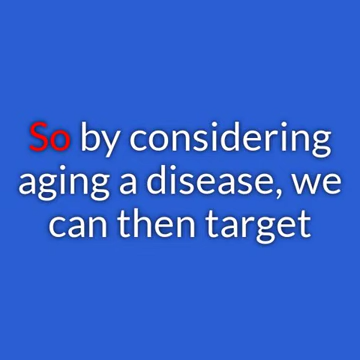 So by considering
aging a disease, we
can then target